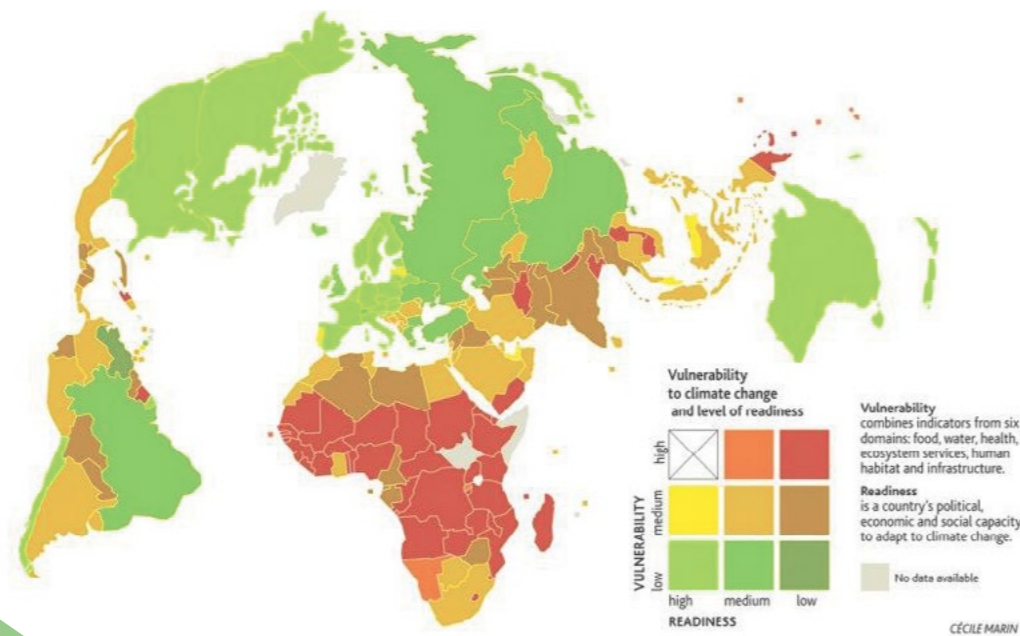 Vulnerability
to climate change
and level of readiness
high
medium
low
VULNERABILITY
high medium low
READINESS
Vulnerability
combines indicators from six
domains: food, water, health,
ecosystem services, human
habitat and infrastructure.
Readiness
is a country's political,
economic and social capacity
to adapt to climate change.
No data available
CÉCILE MARIN